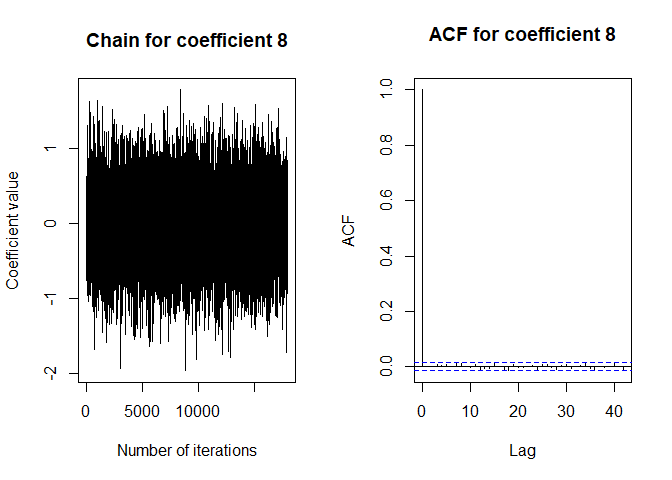 Chain for coefficient 8
Coefficient value
-2 -1 0 1
0 5000 10000
Number of iterations
ACF for coefficient 8
ACF
0.0 0.2 0.4 0.6 0.8 1.0
0 10 20 30 40
Lag